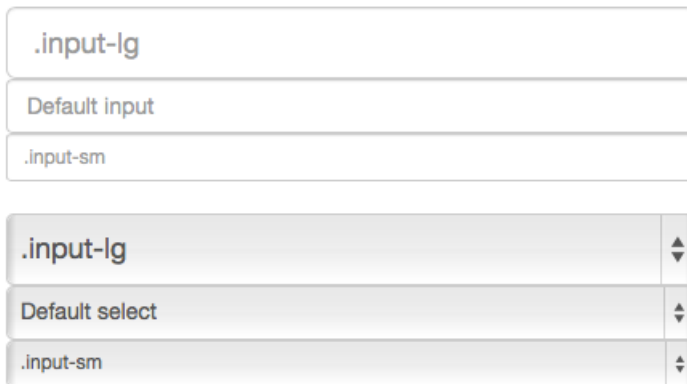 .input-lg
Default input
.input-sm
.input-lg
Default select
.input-sm